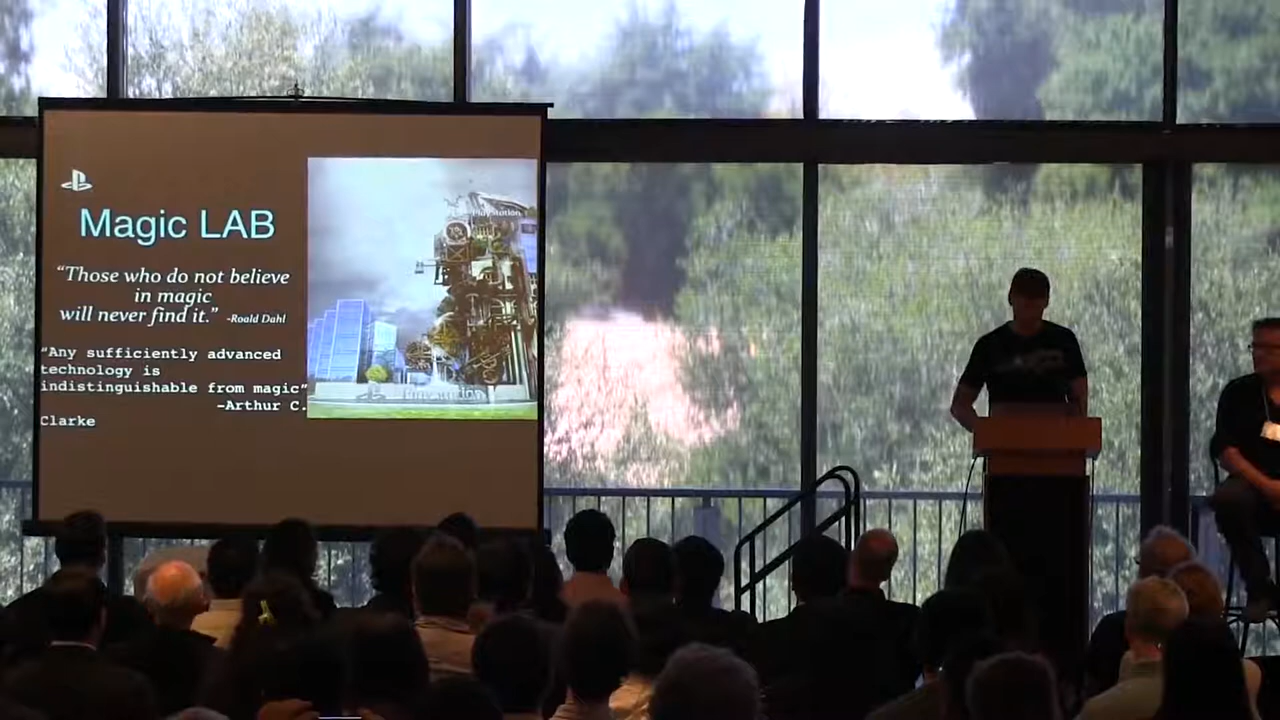 Magic LAB
“Those who do not believe
in magic
will never find it.” -Roald Dahl
“Any sufficiently advanced
technology is
indistinguishable from magic”
–Arthur C.
Clarke
PlayStation